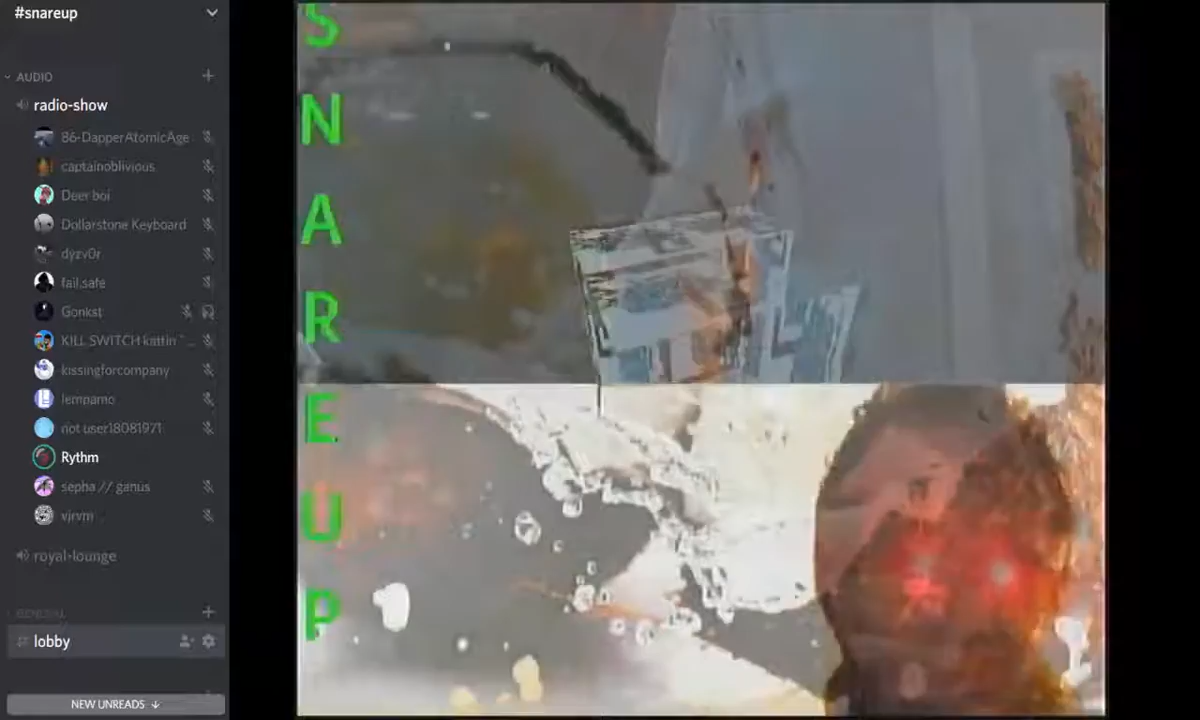 #snareup
AUDIO
radio-show
86-DapperAtomicAge
captainoblivious
Deer boi
Dollarstone Keyboard
dyzv0r
fail.safe
Gonkst
KILL SWITCH kittin ~ ...
kissingforcompany
lempamo
not user18081971
Rythm
sepha // ganus
vjrvm
royal-lounge
GENERAL
lobby
NEW UNREADS ↓
S
N
A
R
E
U
P